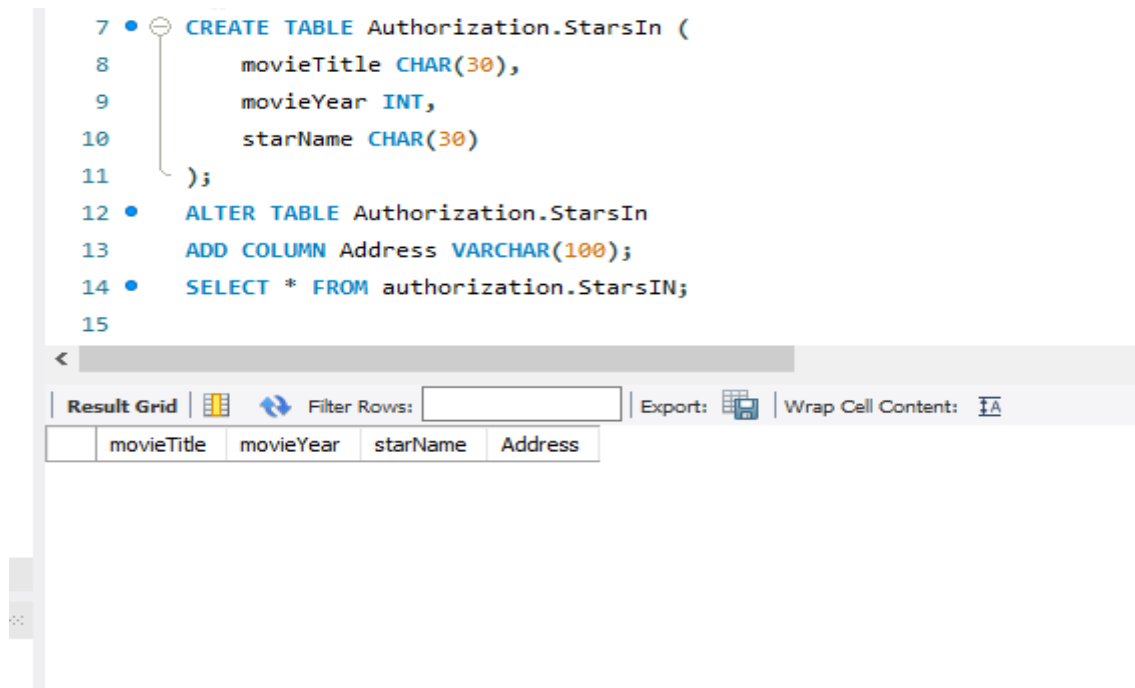 7 CREATE TABLE Authorization.StarsIn (
8 movieTitle CHAR(30),
9 movieYear INT,
10 starName CHAR(30)
11 );
12 ALTER TABLE Authorization.StarsIn
13 ADD COLUMN Address VARCHAR(100);
14 SELECT * FROM authorization.StarsIN;
15
Result Grid Filter Rows: Export: Wrap Cell Content: IA
movieTitle movieYear starName Address